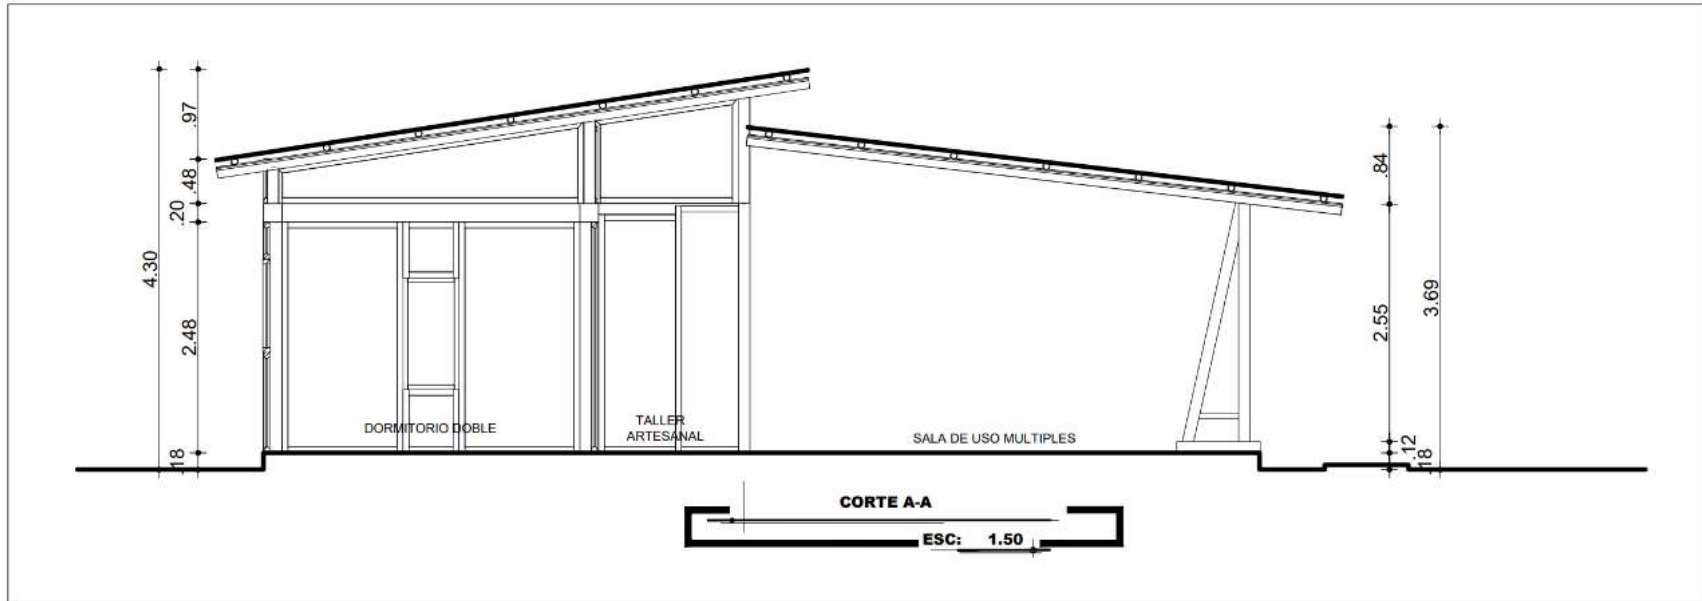 .97
.48
.20
4.30
2.48
.18
.84
3.69
2.55
.12
.18
DORMITORIO DOBLE
TALLER
ARTESANAL
SALA DE USO MULTIPLES
CORTE A-A
ESC: 1.50